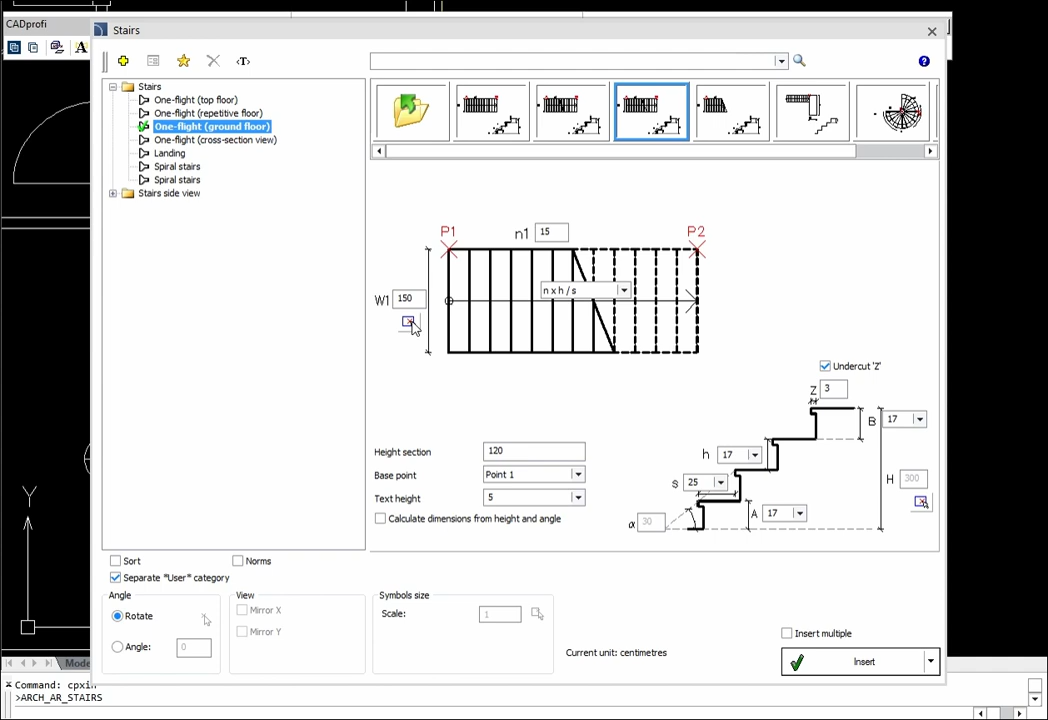 CADprofi
Stairs
A
<T>
?
Stairs
One-flight (top floor)
One-flight (repetitive floor)
One-flight (ground floor)
One-flight (cross-section view)
Landing
Spiral stairs
Spiral stairs
Stairs side view
P1
n1 15
P2
W1 150
n x h / s
Undercut 'Z'
Z 3
B 17
h 17
s 25
H 300
A 17
α 30
Height section 120
Base point Point 1
Text height 5
Calculate dimensions from height and angle
Sort
Norms
Separate "User" category
Angle
Rotate
Angle: 0
View
Mirror X
Mirror Y
Symbols size
Scale: 1
Current unit: centimetres
Insert multiple
Insert
Y
Mode
Command: cpxin
>ARCH_AR_STAIRS